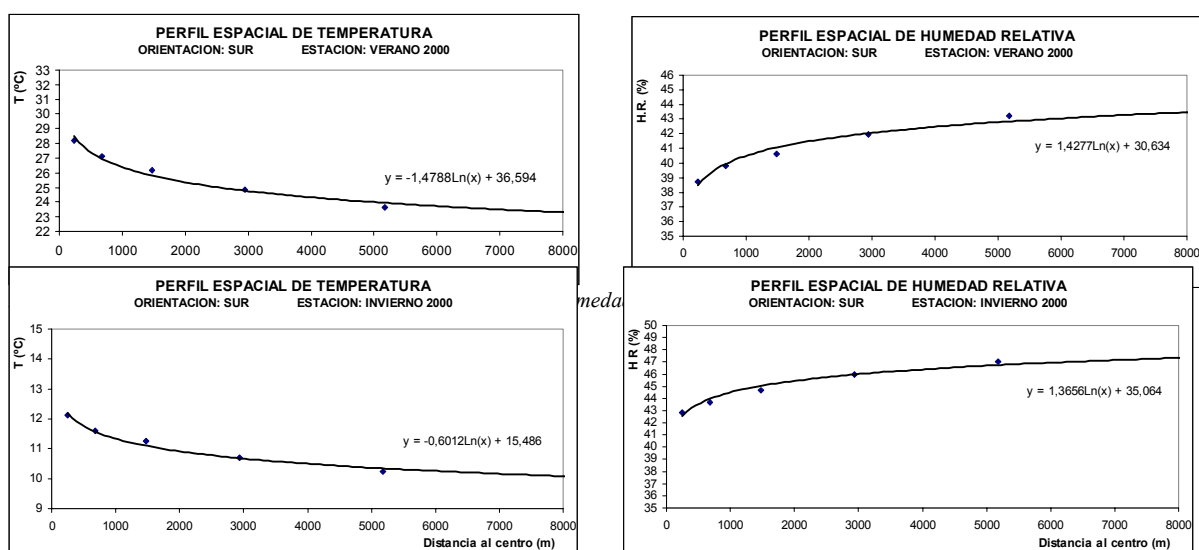 PERFIL ESPACIAL DE TEMPERATURA
ORIENTACION: SUR ESTACION: VERANO 2000
T (ºC)
33
32
31
30
29
28
27
26
25
24
23
22
y = -1,4788Ln(x) + 36,594
0 1000 2000 3000 4000 5000 6000 7000 8000
PERFIL ESPACIAL DE HUMEDAD RELATIVA
ORIENTACION: SUR ESTACION: VERANO 2000
H.R. (%)
46
45
44
43
42
41
40
39
38
37
36
35
y = 1,4277Ln(x) + 30,634
0 1000 2000 3000 4000 5000 6000 7000 8000
PERFIL ESPACIAL DE TEMPERATURA
ORIENTACION: SUR ESTACION: INVIERNO 2000
T (ºC)
15
14
13
12
11
10
9
y = -0,6012Ln(x) + 15,486
0 1000 2000 3000 4000 5000 6000 7000 8000
Distancia al centro (m)
PERFIL ESPACIAL DE HUMEDAD RELATIVA
ORIENTACION: SUR ESTACION: INVIERNO 2000
H R (%)
50
49
48
47
46
45
44
43
42
41
40
39
38
37
36
35
y = 1,3656Ln(x) + 35,064
0 1000 2000 3000 4000 5000 6000 7000 8000
Distancia al centro (m)